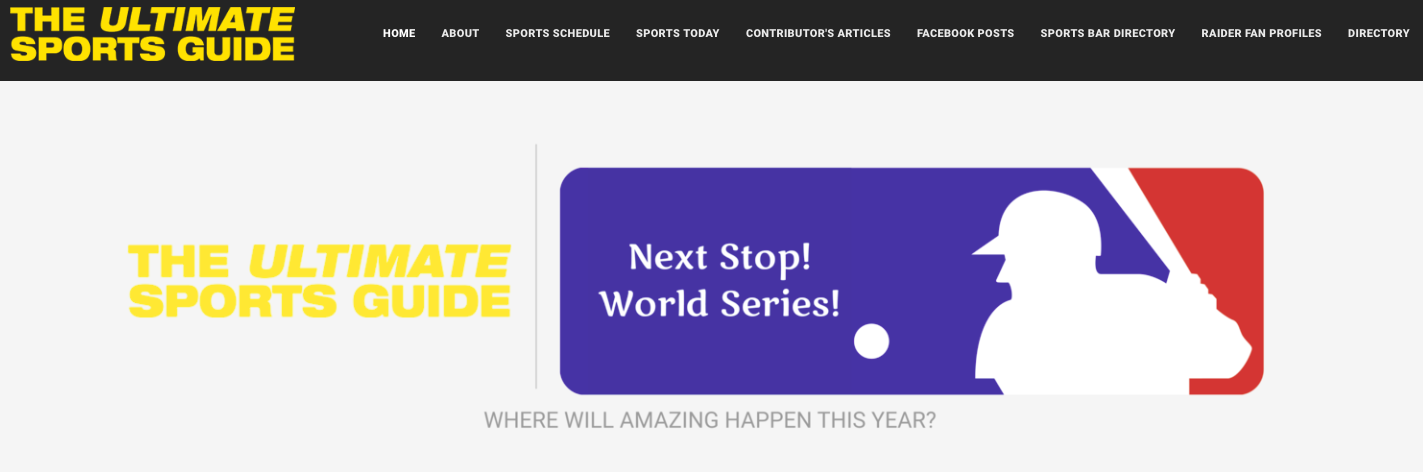 THE ULTIMATE
SPORTS GUIDE
HOME ABOUT SPORTS SCHEDULE SPORTS TODAY CONTRIBUTOR'S ARTICLES FACEBOOK POSTS SPORTS BAR DIRECTORY RAIDER FAN PROFILES DIRECTORY
THE ULTIMATE
SPORTS GUIDE
Next Stop!
World Series!
WHERE WILL AMAZING HAPPEN THIS YEAR?